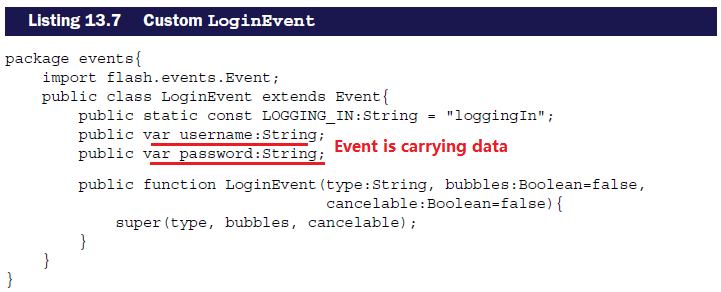 Listing 13.7 Custom LoginEvent
package events{
import flash.events.Event;
public class LoginEvent extends Event{
public static const LOGGING_IN:String = "loggingIn";
public var username:String;
public var password:String;
Event is carrying data
public function LoginEvent(type:String, bubbles:Boolean=false,
cancelable:Boolean=false){
super(type, bubbles, cancelable);
}
}
}